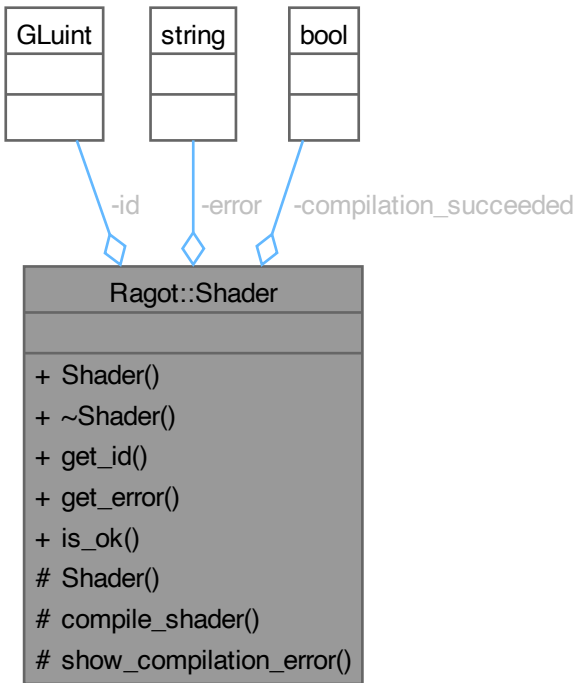 GLuint
string
bool
-id
-error
-compilation_succeeded
Ragot::Shader
+ Shader()
+ ~Shader()
+ get_id()
+ get_error()
+ is_ok()
# Shader()
# compile_shader()
# show_compilation_error()